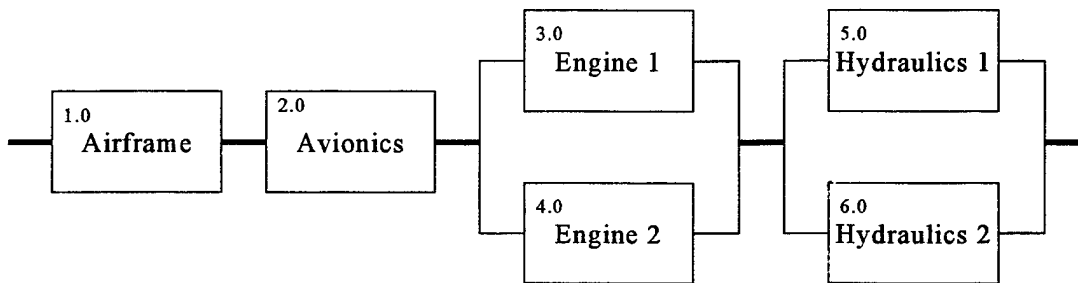 1.0
Airframe
2.0
Avionics
3.0
Engine 1
4.0
Engine 2
5.0
Hydraulics 1
6.0
Hydraulics 2